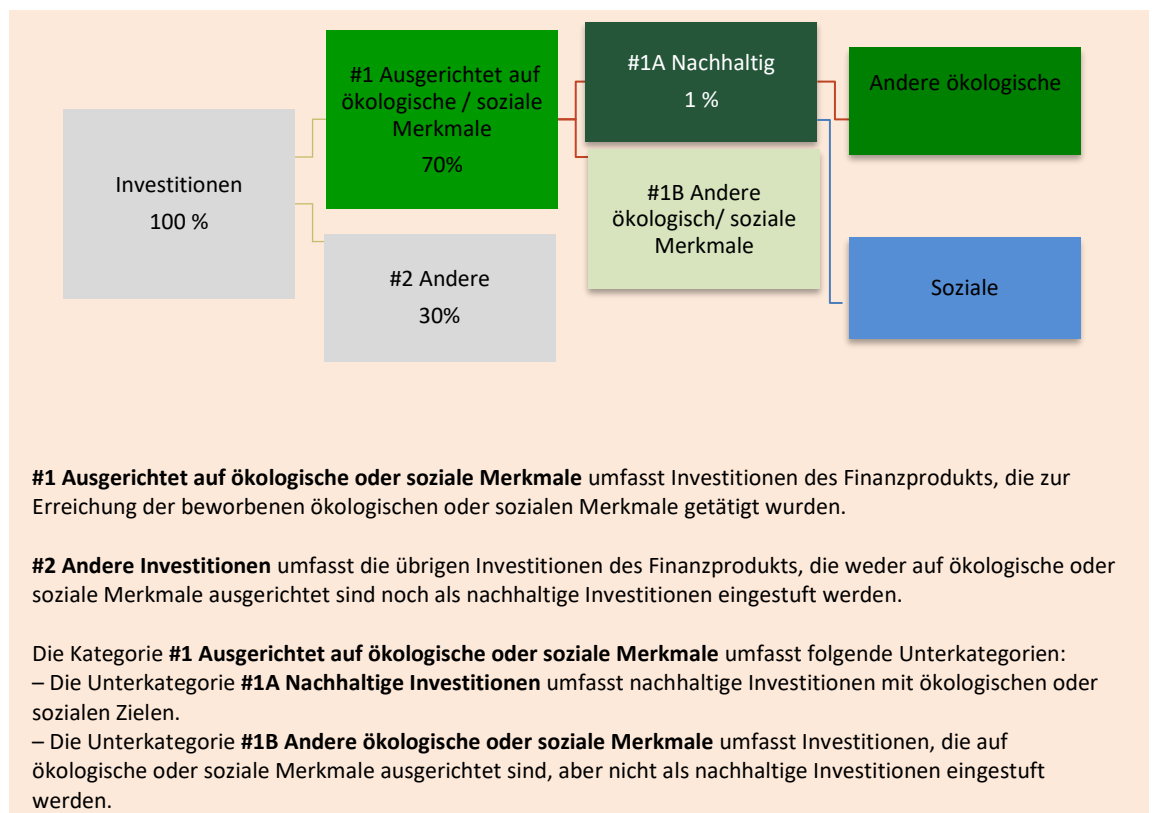 #1 Ausgerichtet auf
ökologische / soziale
Merkmale
70%
#1A Nachhaltig
1 %
Andere ökologische
Investitionen
100 %
#1B Andere
ökologisch/ soziale
Merkmale
#2 Andere
30%
Soziale
#1 Ausgerichtet auf ökologische oder soziale Merkmale umfasst Investitionen des Finanzprodukts, die zur
Erreichung der beworbenen ökologischen oder sozialen Merkmale getätigt wurden.
#2 Andere Investitionen umfasst die übrigen Investitionen des Finanzprodukts, die weder auf ökologische oder
soziale Merkmale ausgerichtet sind noch als nachhaltige Investitionen eingestuft werden.
Die Kategorie #1 Ausgerichtet auf ökologische oder soziale Merkmale umfasst folgende Unterkategorien:
– Die Unterkategorie #1A Nachhaltige Investitionen umfasst nachhaltige Investitionen mit ökologischen oder
sozialen Zielen.
– Die Unterkategorie #1B Andere ökologische oder soziale Merkmale umfasst Investitionen, die auf
ökologische oder soziale Merkmale ausgerichtet sind, aber nicht als nachhaltige Investitionen eingestuft
werden.